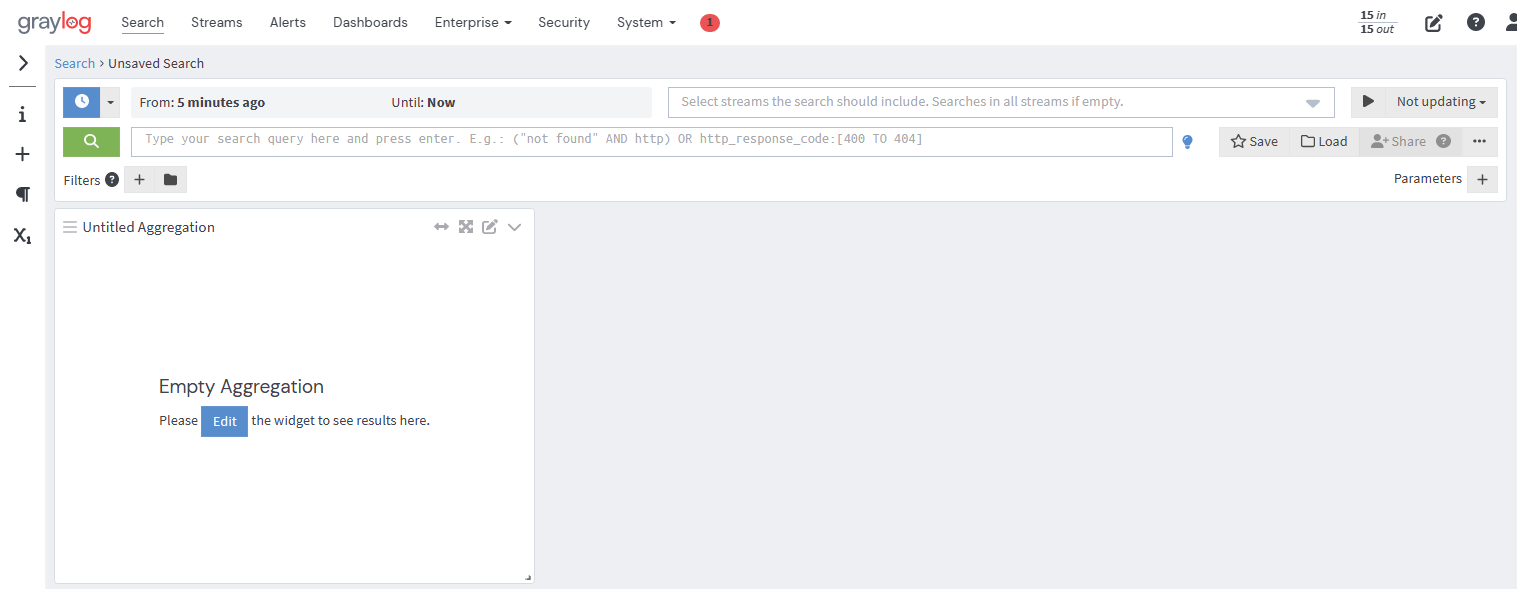 graylog Search Streams Alerts Dashboards Enterprise Security System 1 15 in
15 out
Search › Unsaved Search
From: 5 minutes ago Until: Now Select streams the search should include. Searches in all streams if empty. Not updating
Type your search query here and press enter. E.g.: ("not found" AND http) OR http_response_code:[400 TO 404] Save Load Share ? •••
Filters ? + Parameters +
Untitled Aggregation
Empty Aggregation
Please Edit the widget to see results here.